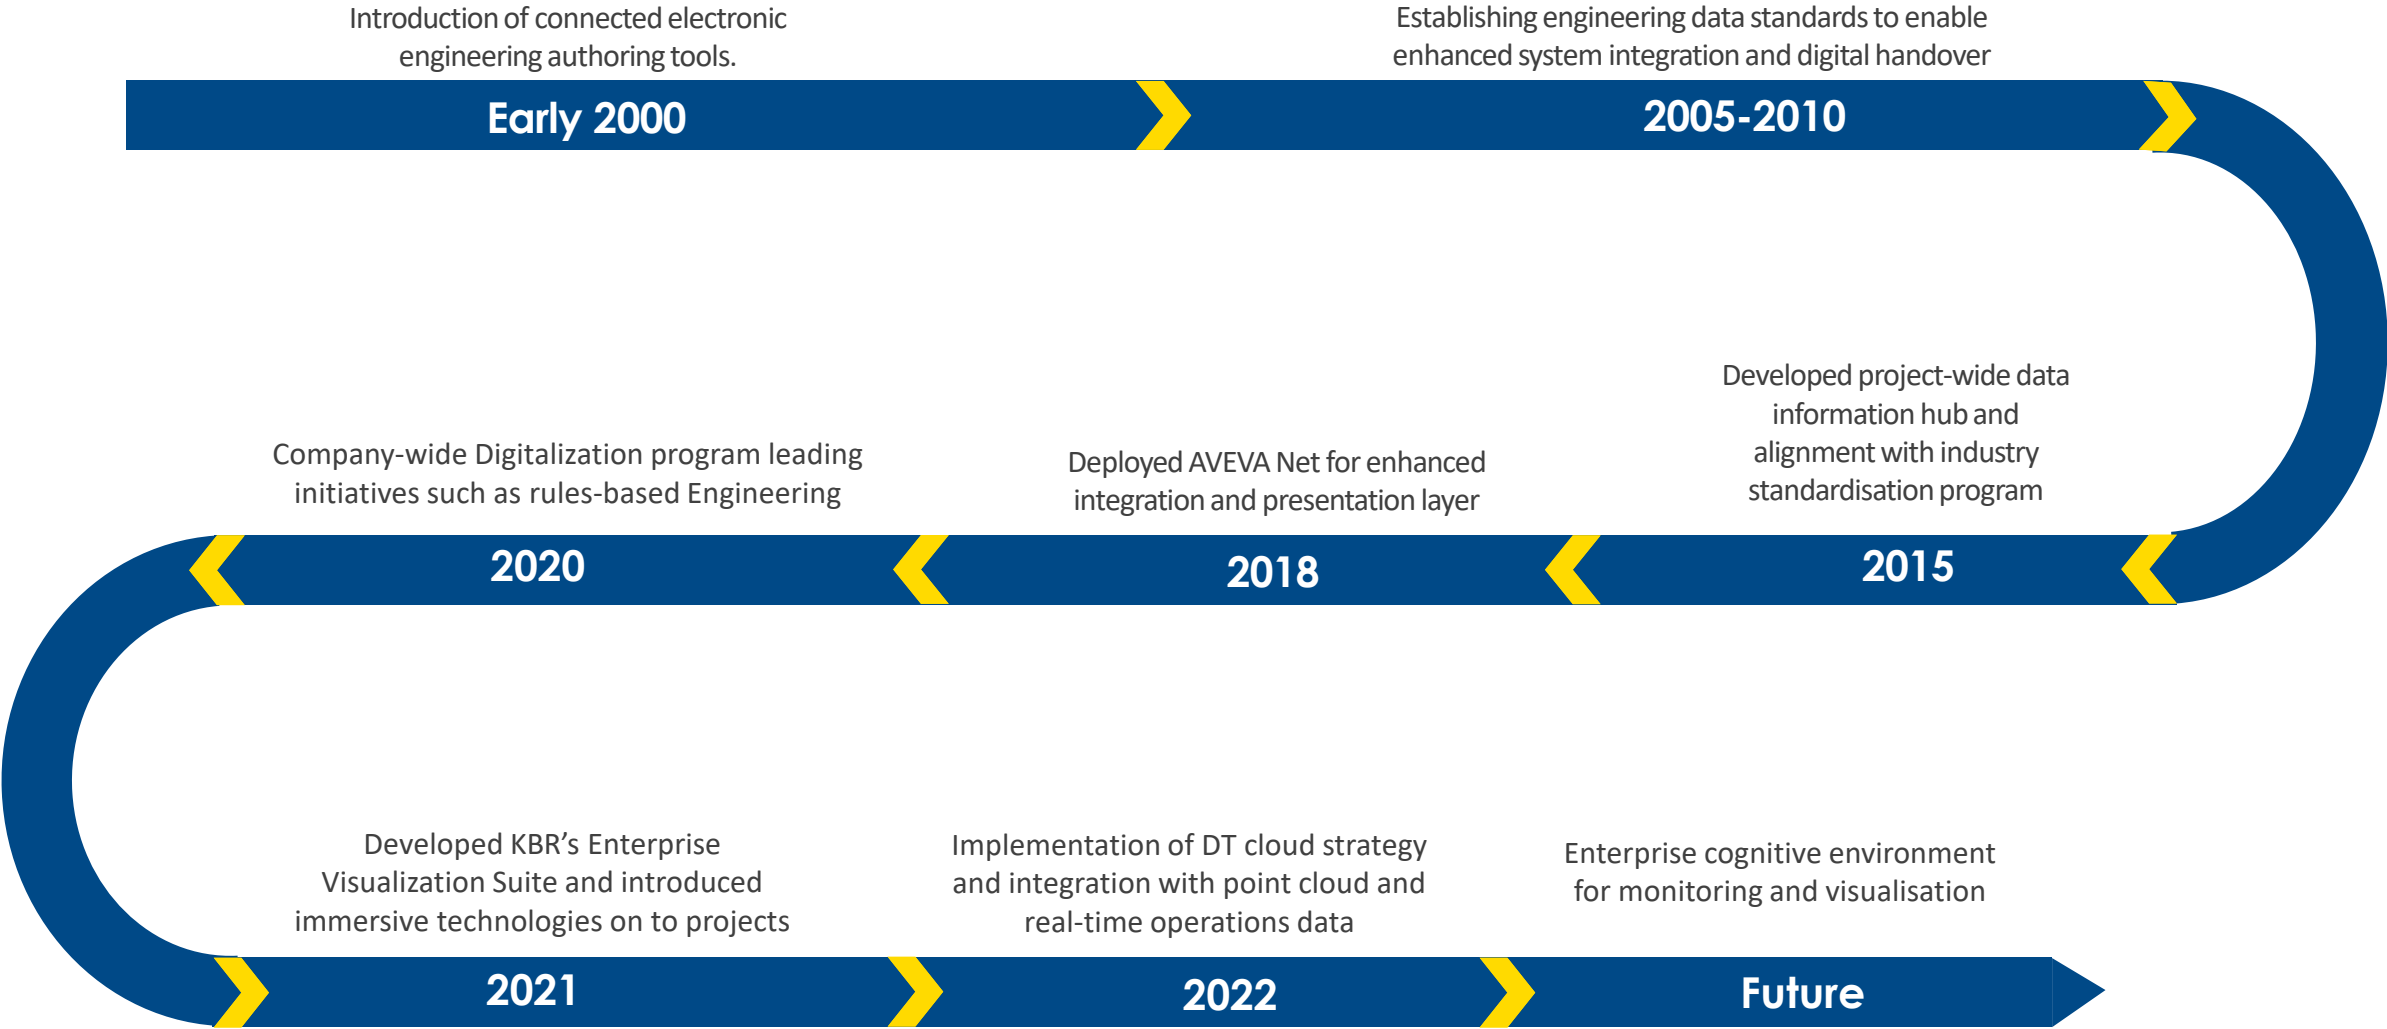 Introduction of connected electronic
engineering authoring tools.
Early 2000
Establishing engineering data standards to enable
enhanced system integration and digital handover
2005-2010
Developed project-wide data
information hub and
alignment with industry
standardisation program
2015
Deployed AVEVA Net for enhanced
integration and presentation layer
2018
Company-wide Digitalization program leading
initiatives such as rules-based Engineering
2020
Developed KBR’s Enterprise
Visualization Suite and introduced
immersive technologies on to projects
2021
Implementation of DT cloud strategy
and integration with point cloud and
real-time operations data
2022
Enterprise cognitive environment
for monitoring and visualisation
Future